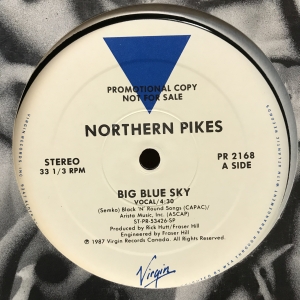 PROMOTIONAL COPY
NOT FOR SALE
NORTHERN PIKES
STEREO
33 1/3 RPM
PR 2168
A SIDE
BIG BLUE SKY
VOCAL/4:30
(Semko) Black 'N' Round Songs (CAPAC)/
Arista Music, Inc. (ASCAP)
ST-PR-53426-SP
Produced by Rick Hutt/Fraser Hill
Engineered by Fraser Hill
℗ 1987 Virgin Records Canada. All Rights Reserved.
Virgin